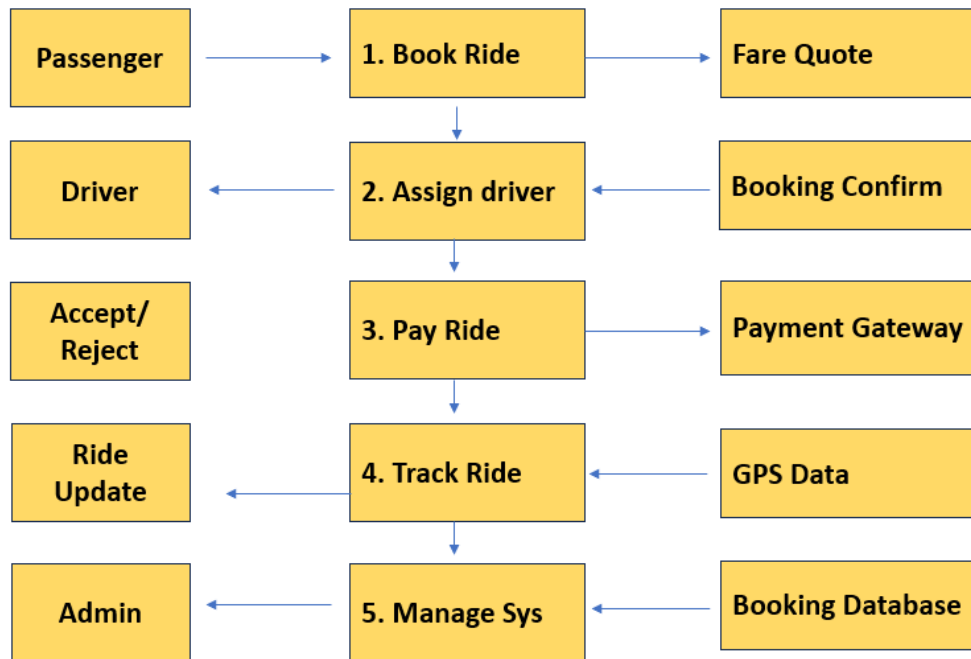 Passenger
1. Book Ride
Fare Quote
Driver
2. Assign driver
Booking Confirm
Accept/
Reject
3. Pay Ride
Payment Gateway
Ride
Update
4. Track Ride
GPS Data
Admin
5. Manage Sys
Booking Database